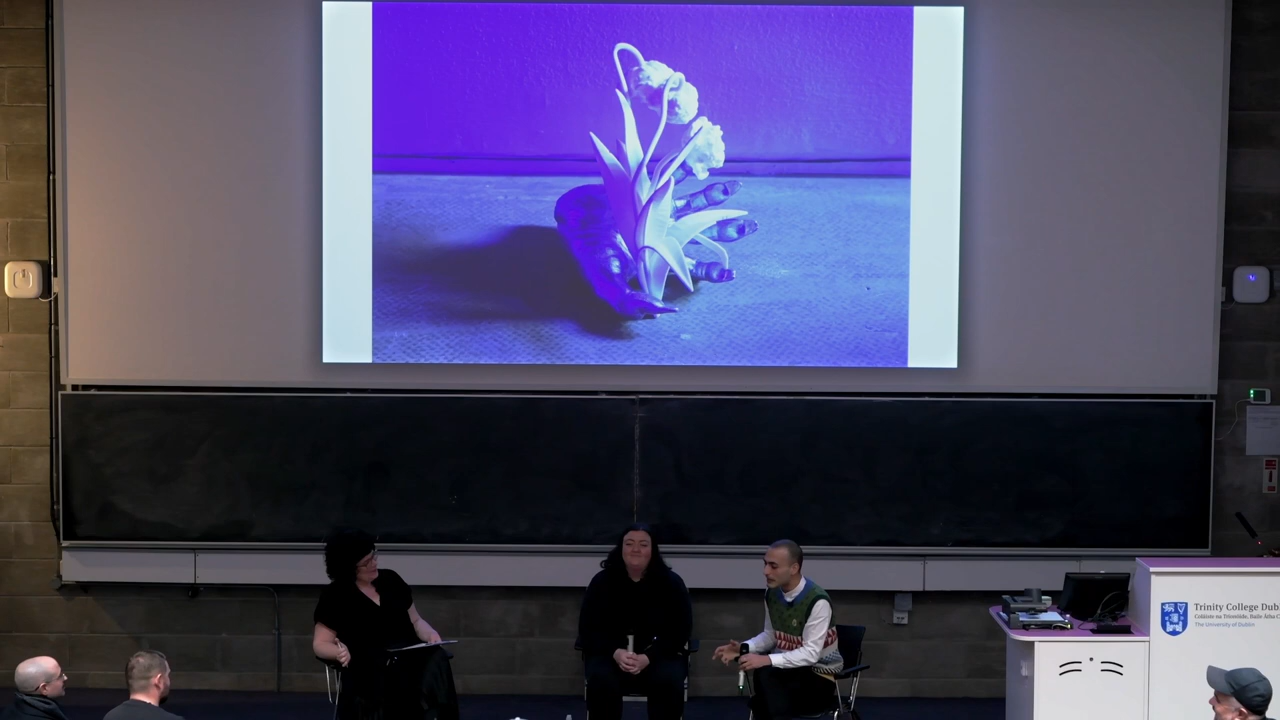 Trinity College Dub
Coláiste na Tríonóide, Baile Átha C
The University of Dublin